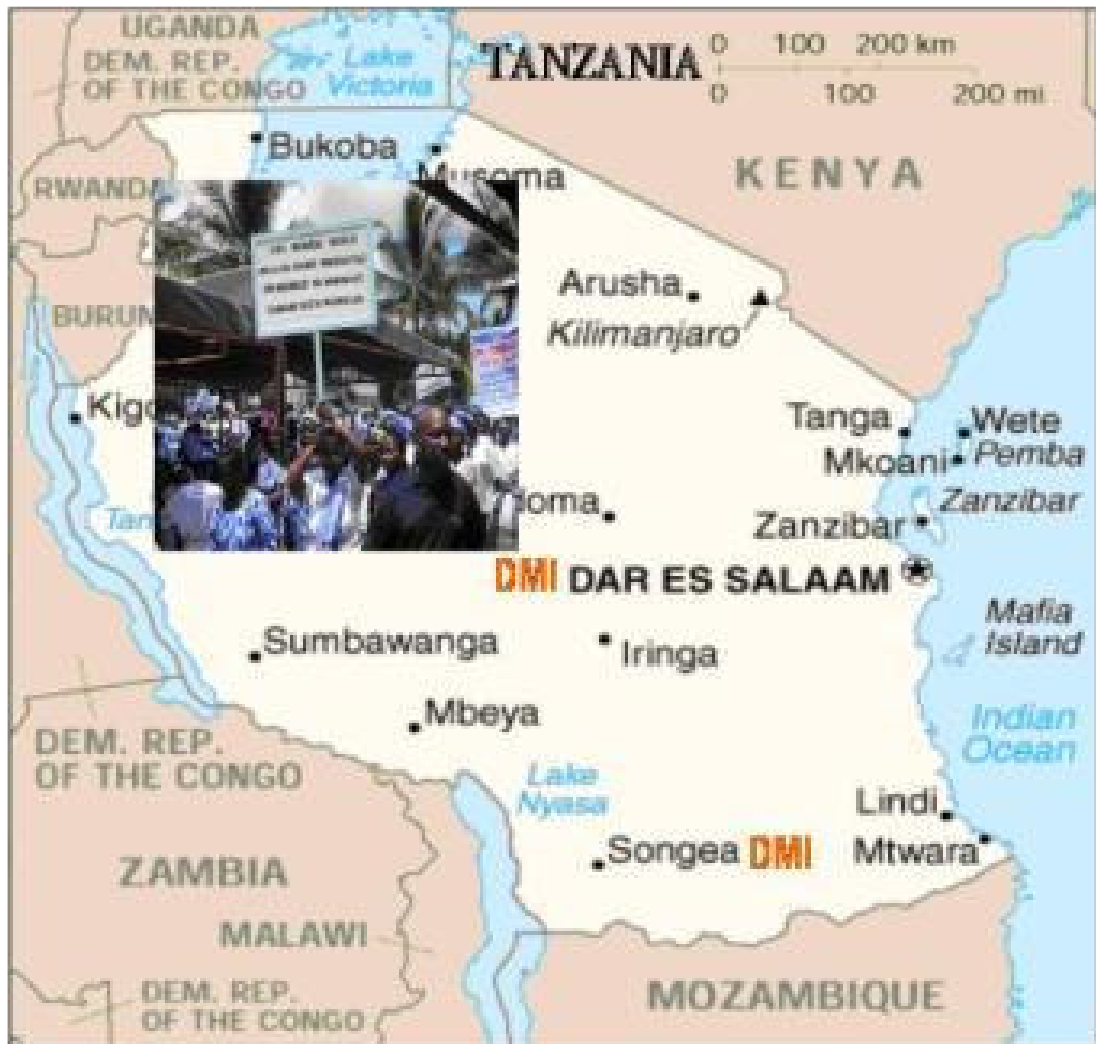 UGANDA
DEM. REP.
OF THE CONGO
Lake
Victoria
TANZANIA
0 100 200 km
0 100 200 mi
Bukoba
Musoma
KENYA
RWANDA
Arusha
Kilimanjaro
BURUN
Kigo
Tanga
Wete
Mkoani
Pemba
Zanzibar
Zanzibar
Tan
doma
DMI DAR ES SALAAM
Mafia
Island
Sumbawanga
Iringa
Mbeya
Indian
Ocean
DEM. REP.
OF THE CONGO
Lake
Nyasa
Lindi
Songea DMI
Mtwara
ZAMBIA
MALAWI
DEM. REP.
OF THE CONGO
MOZAMBIQUE